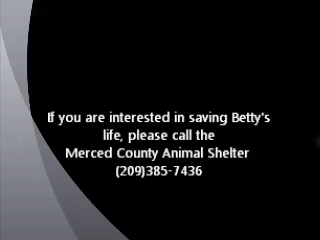 If you are interested in saving Betty's
life, please call the
Merced County Animal Shelter
(209)385-7436